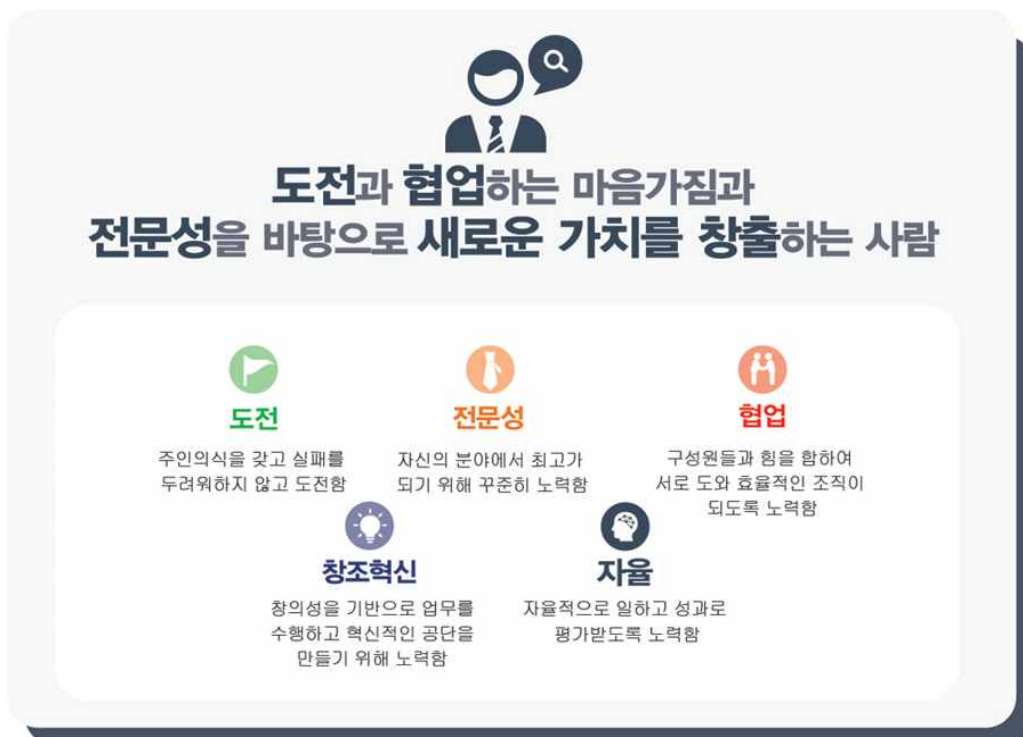 도전과 협업하는 마음가짐과
전문성을 바탕으로 새로운 가치를 창출하는 사람
도전
주인의식을 갖고 실패를
두려워하지 않고 도전함
전문성
자신의 분야에서 최고가
되기 위해 꾸준히 노력함
협업
구성원들과 힘을 합하여
서로 도와 효율적인 조직이
되도록 노력함
창조혁신
창의성을 기반으로 업무를
수행하고 혁신적인 공단을
만들기 위해 노력함
자율
자율적으로 일하고 성과로
평가받도록 노력함